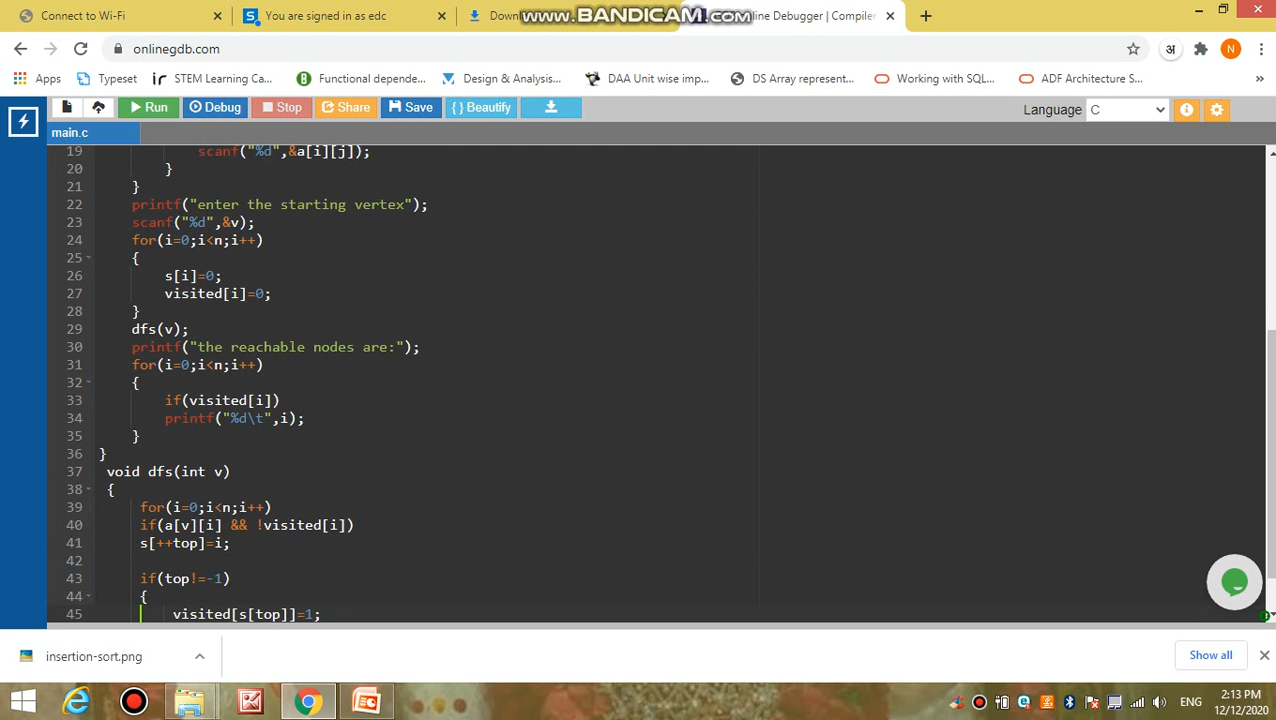 Connect to Wi-Fi
You are signed in as edc
Downl
www.BANDICAM.com
line Debugger | Compiler
onlinegdb.com
अ
N
Apps
Typeset
STEM Learning Ca...
Functional depende...
Design & Analysis...
DAA Unit wise imp...
DS Array represent...
Working with SQL...
ADF Architecture S...
»
Run
Debug
Stop
Share
Save
{ } Beautify
Language
C
main.c
19 scanf("%d",&a[i][j]);
20 }
21 }
22 printf("enter the starting vertex");
23 scanf("%d",&v);
24 for(i=0;i<n;i++)
25 {
26 s[i]=0;
27 visited[i]=0;
28 }
29 dfs(v);
30 printf("the reachable nodes are:");
31 for(i=0;i<n;i++)
32 {
33 if(visited[i])
34 printf("%d\t",i);
35 }
36 }
37 void dfs(int v)
38 {
39 for(i=0;i<n;i++)
40 if(a[v][i] && !visited[i])
41 s[++top]=i;
42
43 if(top!=-1)
44 {
45 visited[s[top]]=1;
insertion-sort.png
Show all
ENG
2:13 PM
12/12/2020